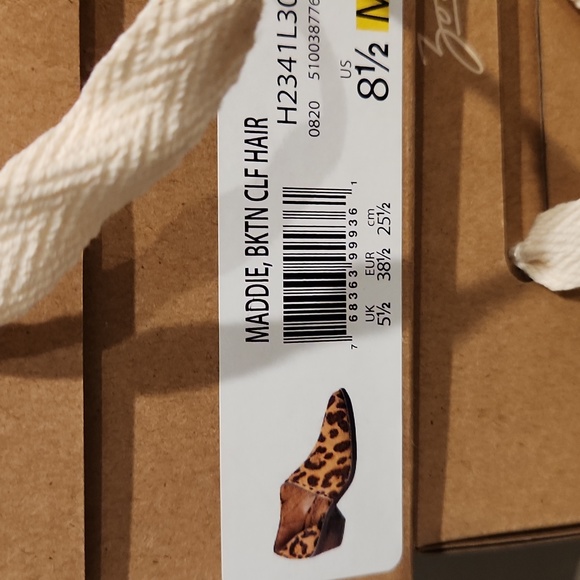 MADDIE, BKTN CLF HAIR
H2341L30
0820 510038776
7 68363 99936 1
US
8½ M
UK EUR cm
5½ 38½ 25½